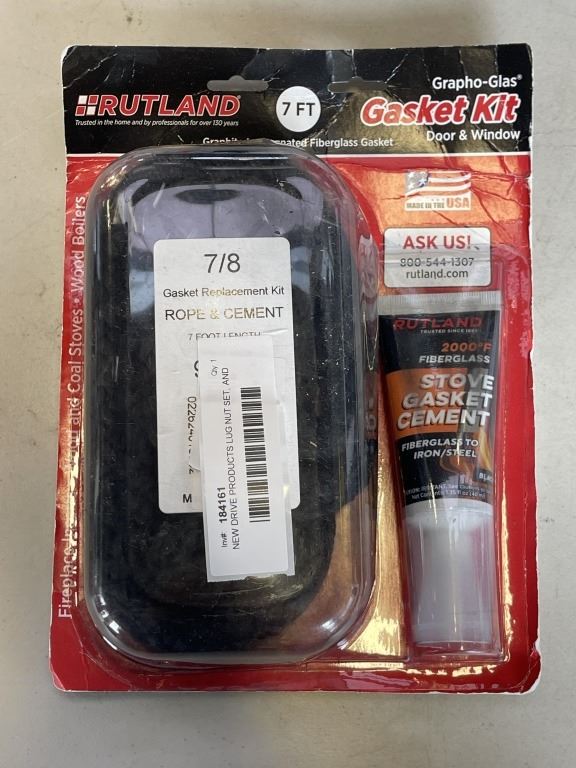 RUTLAND
Trusted in the home and by professionals for over 130 years
7 FT
Grapho-Glas®
Gasket Kit
Door & Window
Fiberglass Gasket
MADE IN THE USA
ASK US!
800-544-1307
rutland.com
7/8
Gasket Replacement Kit
ROPE & CEMENT
7 FOOT LENGTH
Qty 1
NEW DRIVE PRODUCTS LUG NUT SET, AND
184161
Inv#:
M
RUTLAND
TRUSTED SINCE 1883
2000°F
FIBERGLASS
STOVE
GASKET
CEMENT
FIBERGLASS TO
IRON/STEEL
Coal Stoves • Wood Boilers